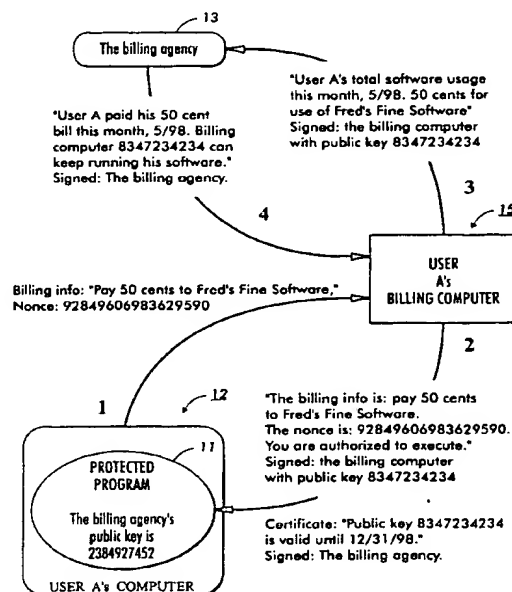 13
The billing agency
"User A's total software usage
this month, 5/98. 50 cents for
use of Fred's Fine Software"
Signed: the billing computer
with public key 8347234234
"User A paid his 50 cent
bill this month, 5/98. Billing
computer 8347234234 can
keep running his software."
Signed: The billing agency.
3
4
15
USER
A's
BILLING COMPUTER
Billing info: "Pay 50 cents to Fred's Fine Software,"
Nonce: 92849606983629590
2
1
12
"The billing info is: pay 50 cents
to Fred's Fine Software.
The nonce is: 92849606983629590.
You are authorized to execute."
Signed: the billing computer
with public key 8347234234
11
PROTECTED
PROGRAM
The billing agency's
public key is
2384927452
Certificate: "Public key 8347234234
is valid until 12/31/98."
Signed: The billing agency.
USER A's COMPUTER